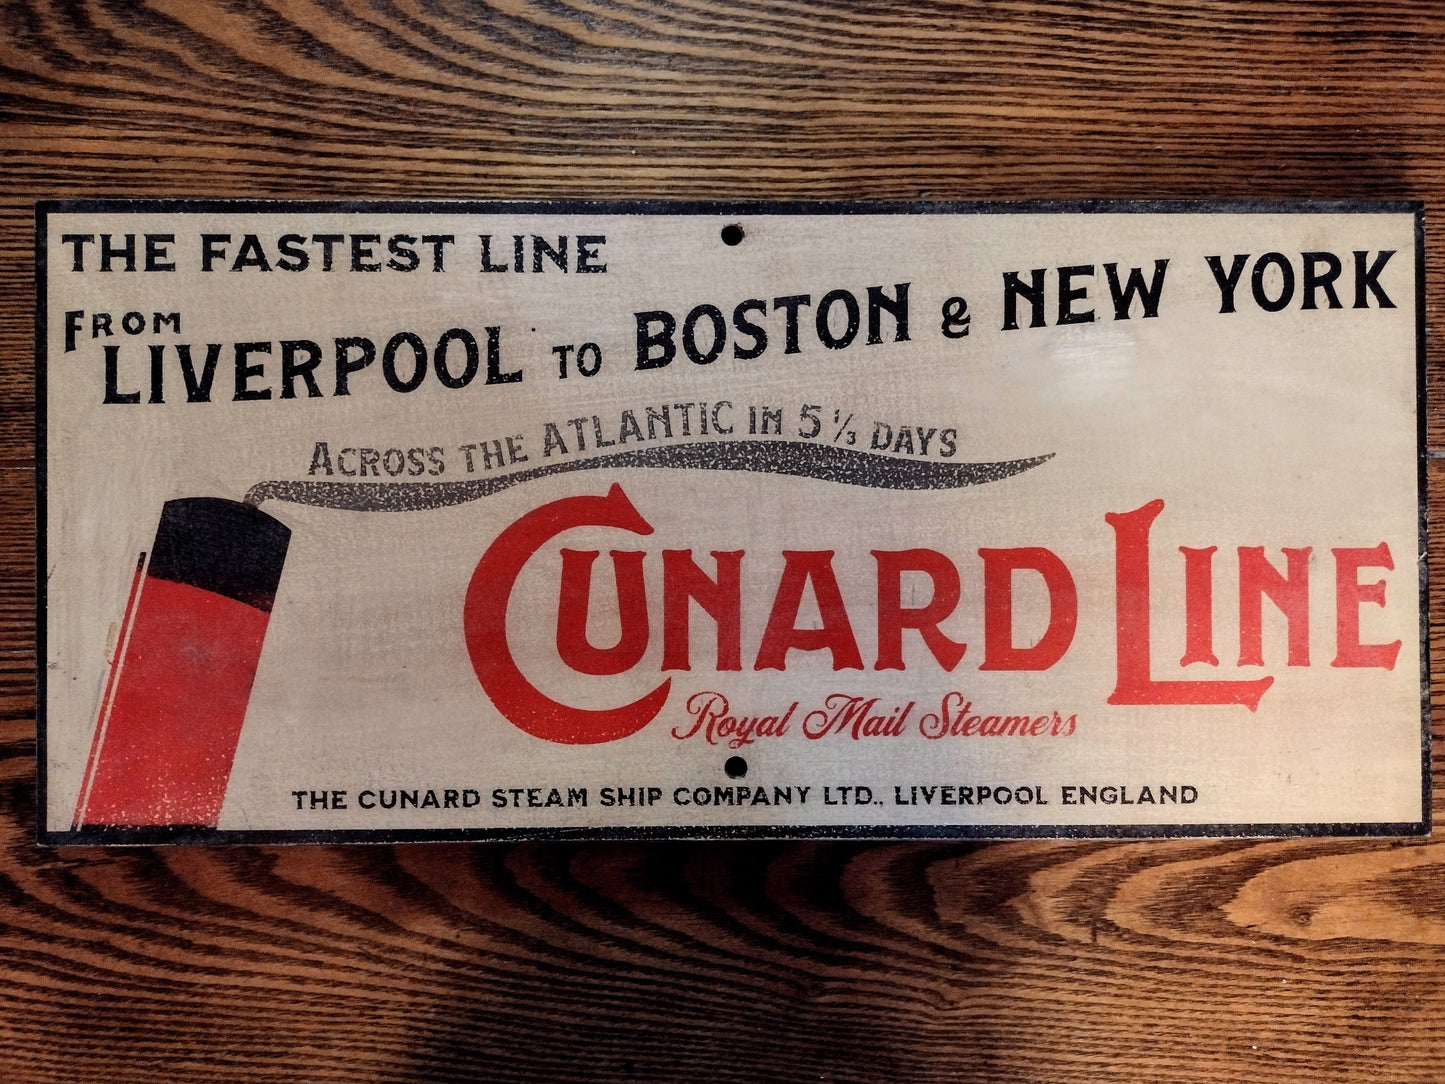 THE FASTEST LINE
FROM LIVERPOOL TO BOSTON & NEW YORK
ACROSS THE ATLANTIC IN 5 ⅓ DAYS
CUNARD LINE
Royal Mail Steamers
THE CUNARD STEAM SHIP COMPANY LTD., LIVERPOOL ENGLAND